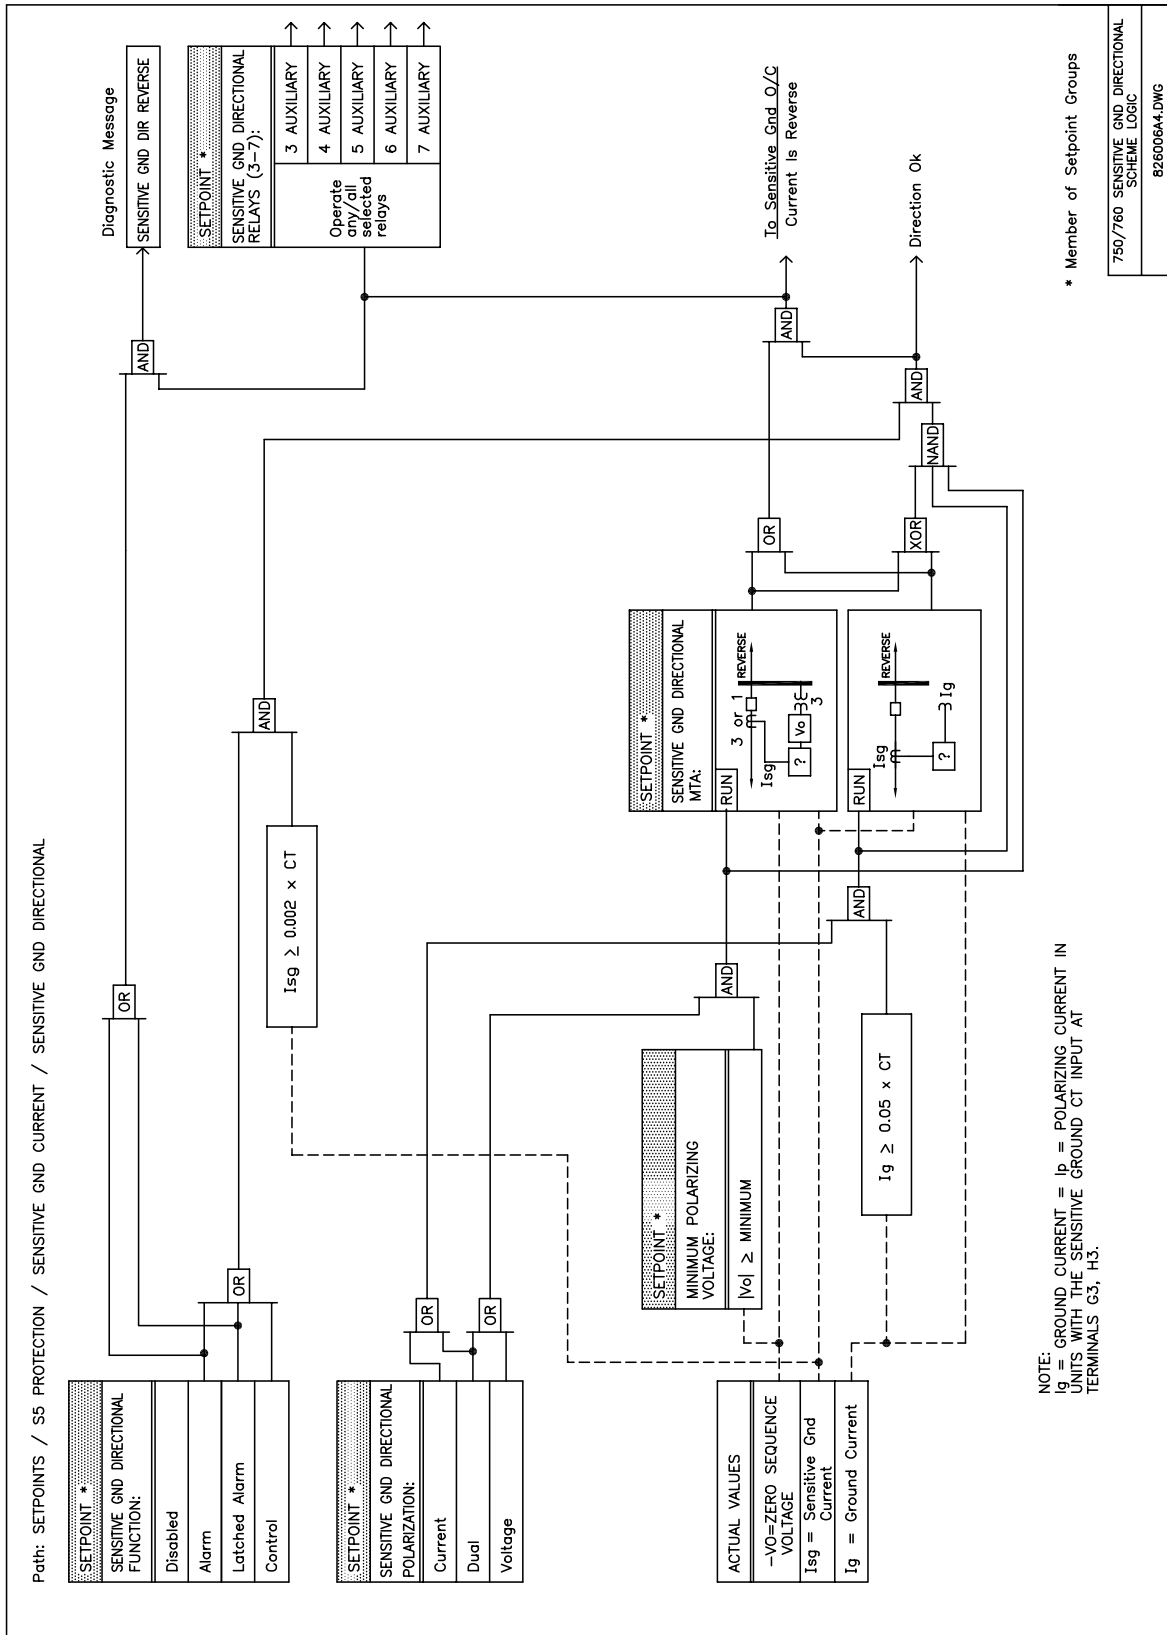 Path: SETPOINTS / S5 PROTECTION / SENSITIVE GND CURRENT / SENSITIVE GND DIRECTIONAL
SETPOINT *
SENSITIVE GND DIRECTIONAL
FUNCTION:
Disabled
Alarm
Latched Alarm
Control
OR
OR
Isg ≥ 0.002 x CT
AND
AND
Diagnostic Message
SENSITIVE GND DIR REVERSE
SETPOINT *
SENSITIVE GND DIRECTIONAL
RELAYS (3-7):
Operate
any/all
selected
relays
3 AUXILIARY
4 AUXILIARY
5 AUXILIARY
6 AUXILIARY
7 AUXILIARY
SETPOINT *
SENSITIVE GND DIRECTIONAL
POLARIZATION:
Current
Dual
Voltage
OR
OR
SETPOINT *
MINIMUM POLARIZING
VOLTAGE:
|Vo| ≥ MINIMUM
AND
Ig ≥ 0.05 x CT
AND
ACTUAL VALUES
-VO=ZERO SEQUENCE
VOLTAGE
Isg = Sensitive Gnd
Current
Ig = Ground Current
SETPOINT *
SENSITIVE GND DIRECTIONAL
MTA:
RUN
Isg
3 or 1
REVERSE
?
Vo
3
RUN
Isg
REVERSE
?
Ig
OR
XOR
NAND
AND
AND
To Sensitive Gnd O/C
Current Is Reverse
Direction Ok
NOTE:
Ig = GROUND CURRENT = Ip = POLARIZING CURRENT IN
UNITS WITH THE SENSITIVE GROUND CT INPUT AT
TERMINALS G3, H3.
* Member of Setpoint Groups
750/760 SENSITIVE GND DIRECTIONAL
SCHEME LOGIC
826006A4.DWG